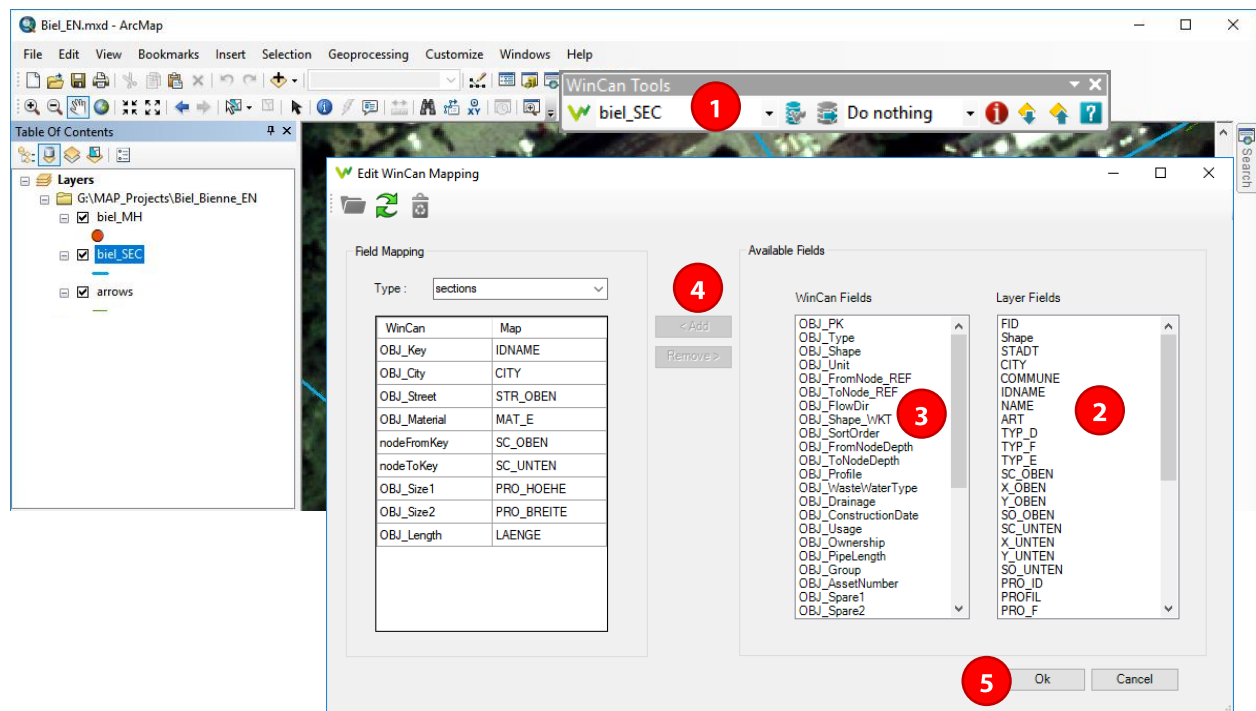 Biel_EN.mxd - ArcMap
File Edit View Bookmarks Insert Selection Geoprocessing Customize Windows Help
WinCan Tools
biel_SEC
1
Do nothing
Table Of Contents
Layers
G:\MAP_Projects\Biel_Bienne_EN
biel_MH
biel_SEC
arrows
Search
Edit WinCan Mapping
Field Mapping
Type :
sections
WinCan Map
OBJ_Key IDNAME
OBJ_City CITY
OBJ_Street STR_OBEN
OBJ_Material MAT_E
nodeFromKey SC_OBEN
nodeToKey SC_UNTEN
OBJ_Size1 PRO_HOEHE
OBJ_Size2 PRO_BREITE
OBJ_Length LAENGE
4
< Add
Remove >
Available Fields
WinCan Fields
OBJ_PK
OBJ_Type
OBJ_Shape
OBJ_Unit
OBJ_FromNode_REF
OBJ_ToNode_REF
OBJ_FlowDir
OBJ_Shape_WKT
OBJ_SortOrder
OBJ_FromNodeDepth
OBJ_ToNodeDepth
OBJ_Profile
OBJ_WasteWaterType
OBJ_Drainage
OBJ_ConstructionDate
OBJ_Usage
OBJ_Ownership
OBJ_PipeLength
OBJ_Group
OBJ_AssetNumber
OBJ_Spare1
OBJ_Spare2
3
Layer Fields
FID
Shape
STADT
CITY
COMMUNE
IDNAME
NAME
ART
TYP_D
TYP_F
TYP_E
SC_OBEN
X_OBEN
Y_OBEN
SO_OBEN
SC_UNTEN
X_UNTEN
Y_UNTEN
SO_UNTEN
PRO_ID
PROFIL
PRO_F
2
5
Ok
Cancel